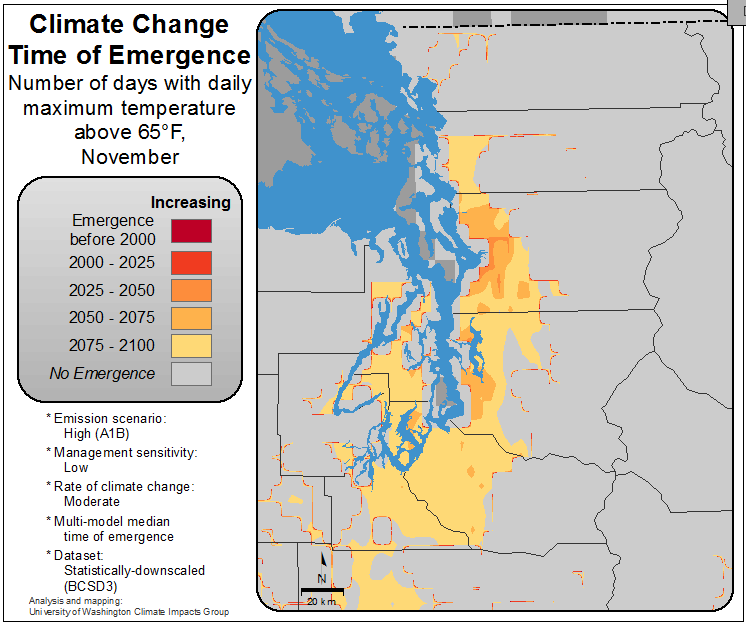 Climate Change
Time of Emergence
Number of days with daily
maximum temperature
above 65°F,
November
Increasing
Emergence
before 2000
2000 - 2025
2025 - 2050
2050 - 2075
2075 - 2100
No Emergence
* Emission scenario:
High (A1B)
* Management sensitivity:
Low
* Rate of climate change:
Moderate
* Multi-model median
time of emergence
* Dataset:
Statistically-downscaled
(BCSD3)
Analysis and mapping:
University of Washington Climate Impacts Group
N
20 km